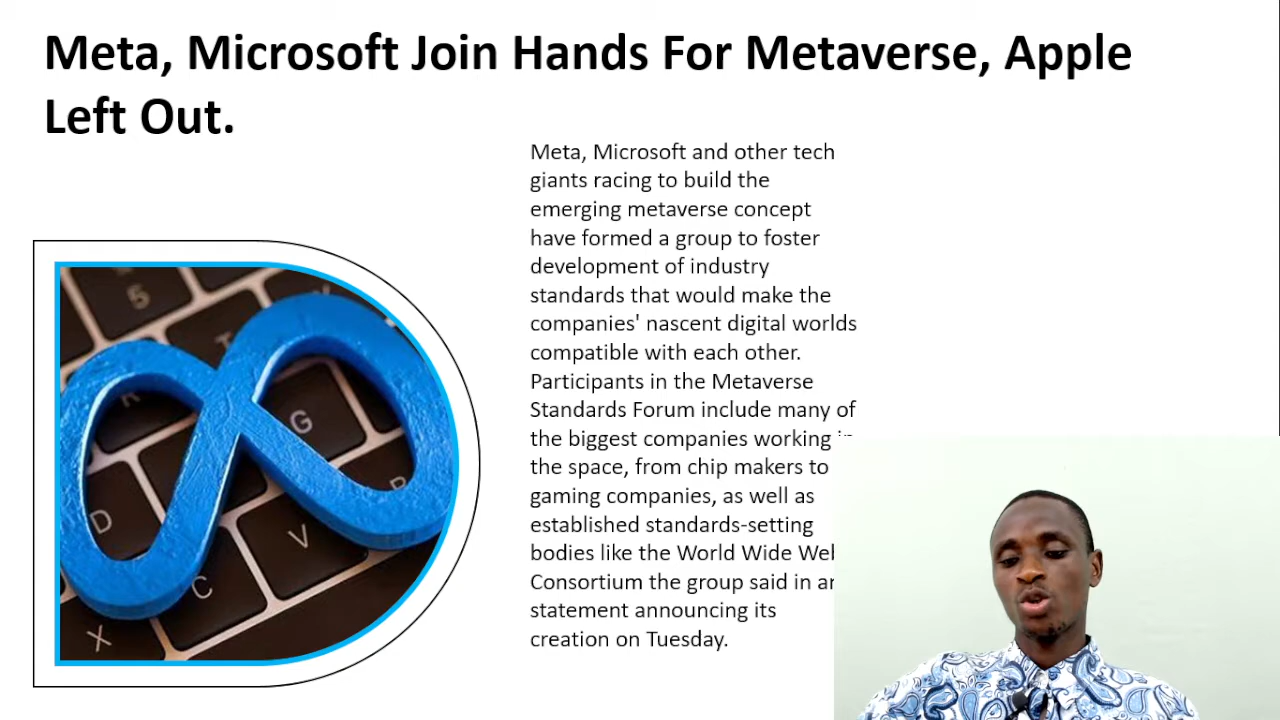 Meta, Microsoft Join Hands For Metaverse, Apple
Left Out.
Meta, Microsoft and other tech
giants racing to build the
emerging metaverse concept
have formed a group to foster
development of industry
standards that would make the
companies' nascent digital worlds
compatible with each other.
Participants in the Metaverse
Standards Forum include many of
the biggest companies working
the space, from chip makers to
gaming companies, as well as
established standards-setting
bodies like the World Wide
Consortium the group said in
statement announcing its
creation on Tuesday.
5
T
R
G
D
V
C
X